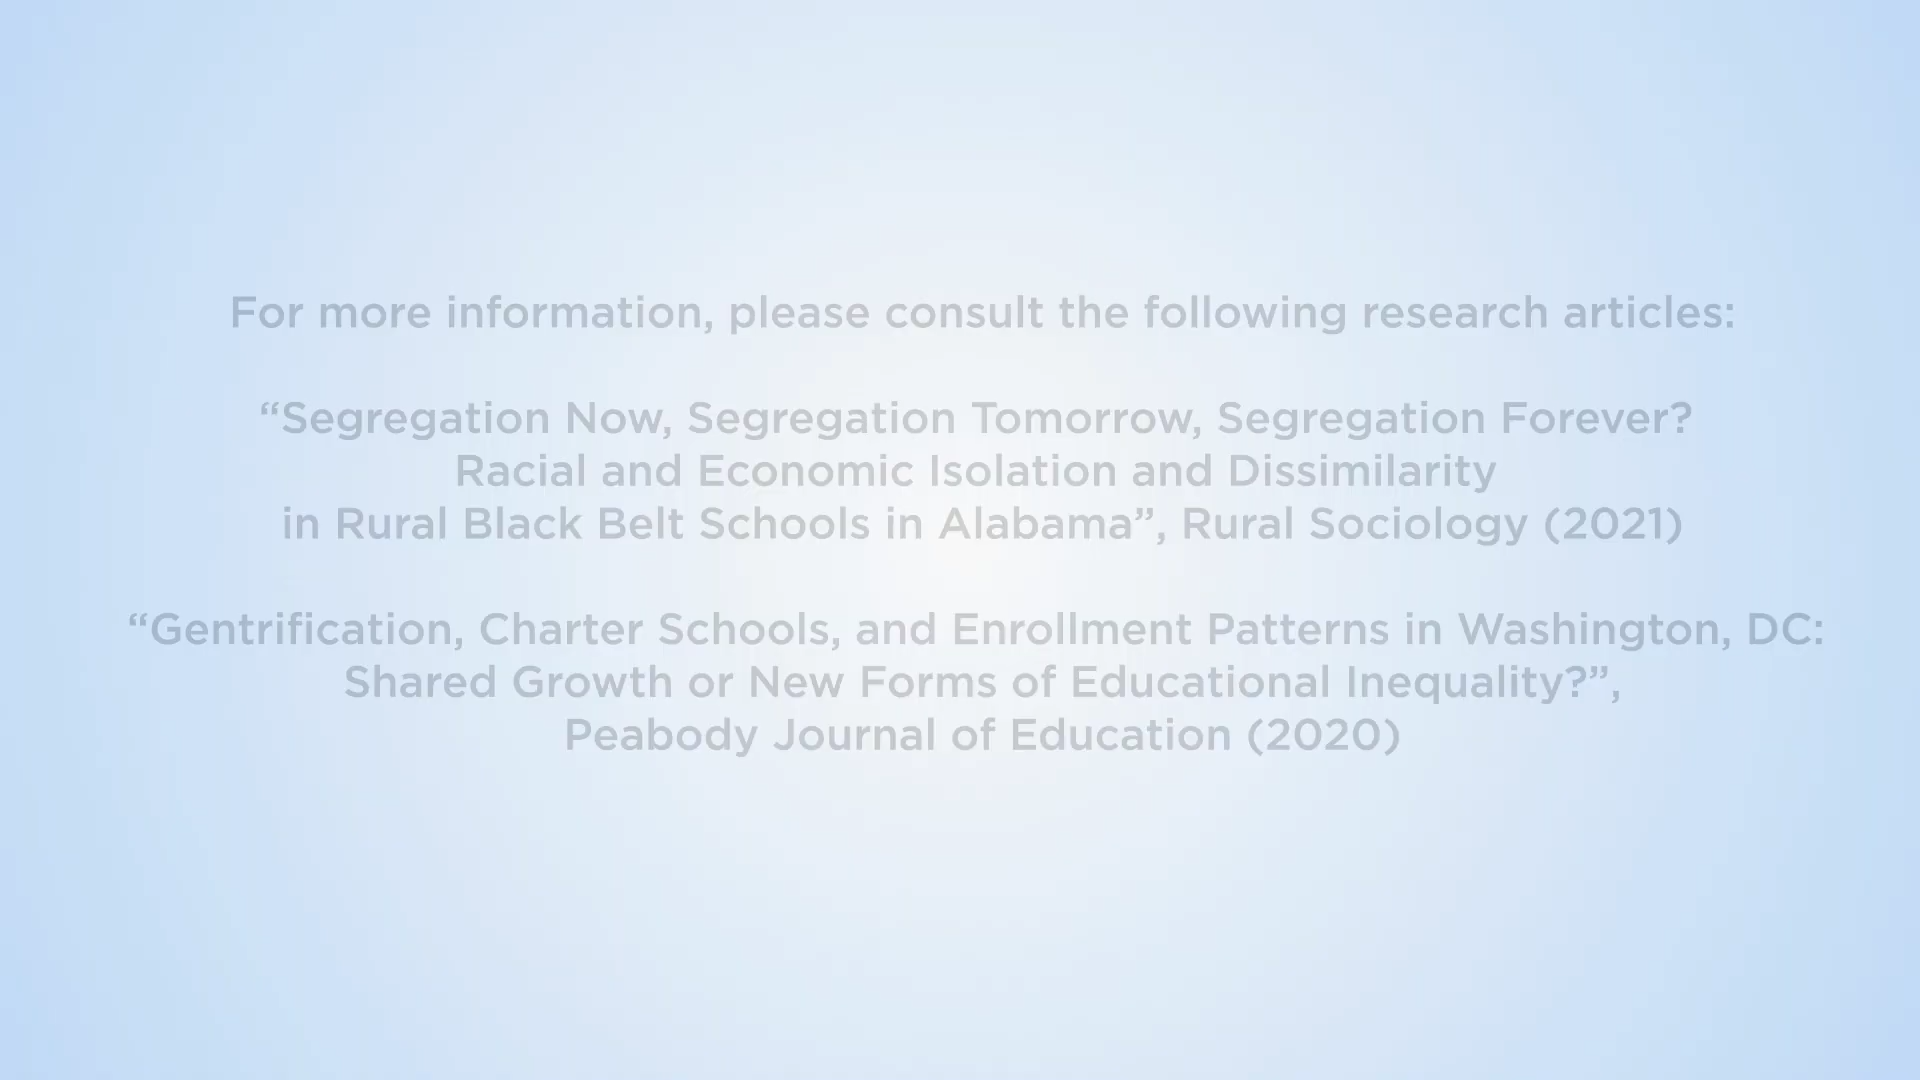 For more information, please consult the following research articles:
“Segregation Now, Segregation Tomorrow, Segregation Forever?
Racial and Economic Isolation and Dissimilarity
in Rural Black Belt Schools in Alabama”, Rural Sociology (2021)
“Gentrification, Charter Schools, and Enrollment Patterns in Washington, DC:
Shared Growth or New Forms of Educational Inequality?”,
Peabody Journal of Education (2020)